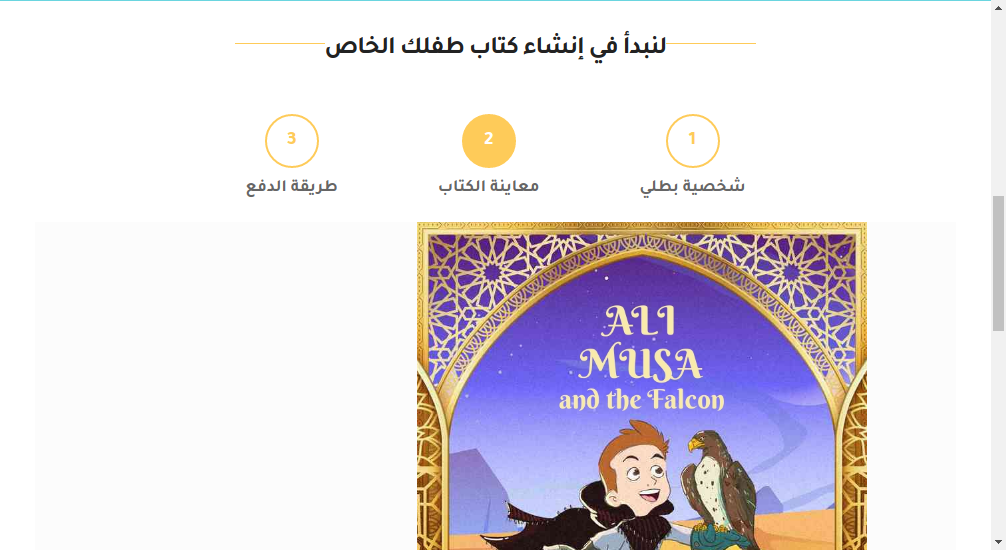 لنبدأ في إنشاء كتاب طفلك الخاص
1
شخصية بطلي
2
معاينة الكتاب
3
طريقة الدفع
ALI
MUSA
and the Falcon